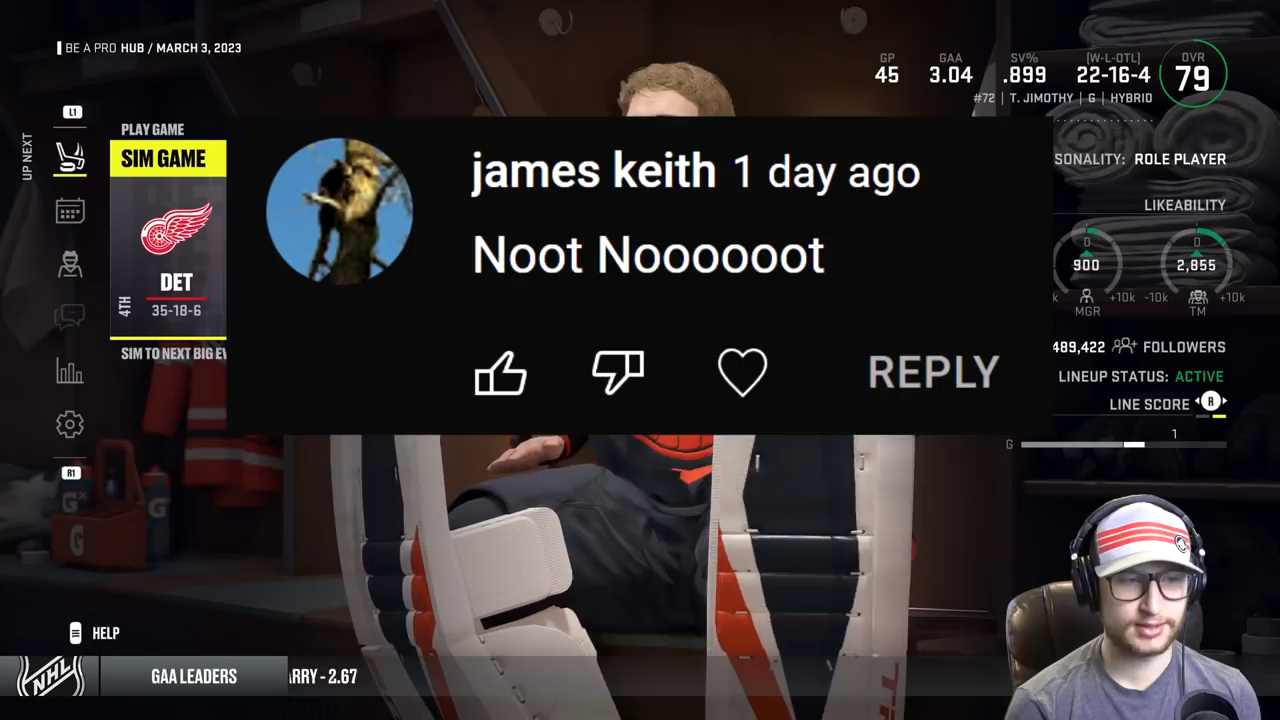 BE A PRO HUB / MARCH 3, 2023
GP
45
GAA
3.04
SV%
.899
[W-L-OTL]
22-16-4
OVR
79
#72 | T. JIMOTHY | G | HYBRID
L1
UP NEXT
PLAY GAME
SIM GAME
DET
4TH
35-18-6
SIM TO NEXT BIG EV
james keith 1 day ago
Noot Noooooot
REPLY
SONALITY: ROLE PLAYER
LIKEABILITY
0
900
0
2,855
k
+10k
-10k
+10k
MGR
TM
489,422 FOLLOWERS
LINEUP STATUS: ACTIVE
LINE SCORE R
1
G
R1
HELP
NHL
GAA LEADERS
ARRY - 2.67